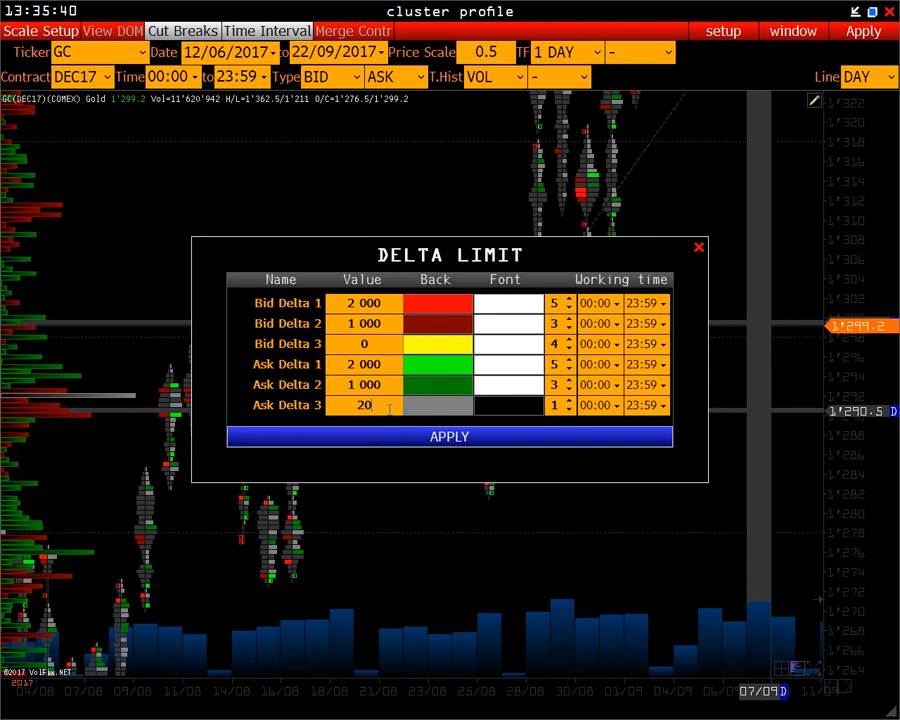 13:35:40 cluster profile
Scale Setup View DOM Cut Breaks Time Interval Merge Contr setup window Apply
Ticker GC Date 12/06/2017 to 22/09/2017 Price Scale 0.5 TF 1 DAY -
Contract DEC17 Time 00:00 to 23:59 Type BID ASK T.Hist VOL - Line DAY
GC(DEC17)(COMEX) Gold 1'299.2 Vol=11'620'942 H/L=1'362.5/1'211 O/C=1'276.5/1'299.2
1'322
1'320
1'318
1'316
1'314
1'312
1'310
1'308
DELTA LIMIT
1'306
Name Value Back Font Working time
1'304
Bid Delta 1 2 000 5 00:00 23:59
1'302
Bid Delta 2 1 000 3 00:00 23:59
1'299.2
Bid Delta 3 0 4 00:00 23:59
1'296
Ask Delta 1 2 000 5 00:00 23:59
1'294
Ask Delta 2 1 000 3 00:00 23:59
1'292
Ask Delta 3 20 1 00:00 23:59
1'290.5 D
APPLY
1'288
1'286
1'284
1'282
1'280
1'278
1'276
1'274
1'272
1'270
1'268
1'266
1'264
©2017 VolFix.NET
2017
04/08 07/08 09/08 11/08 14/08 16/08 18/08 21/08 23/08 25/08 28/08 30/08 01/09 04/09 06/09 07/09 D 11/09